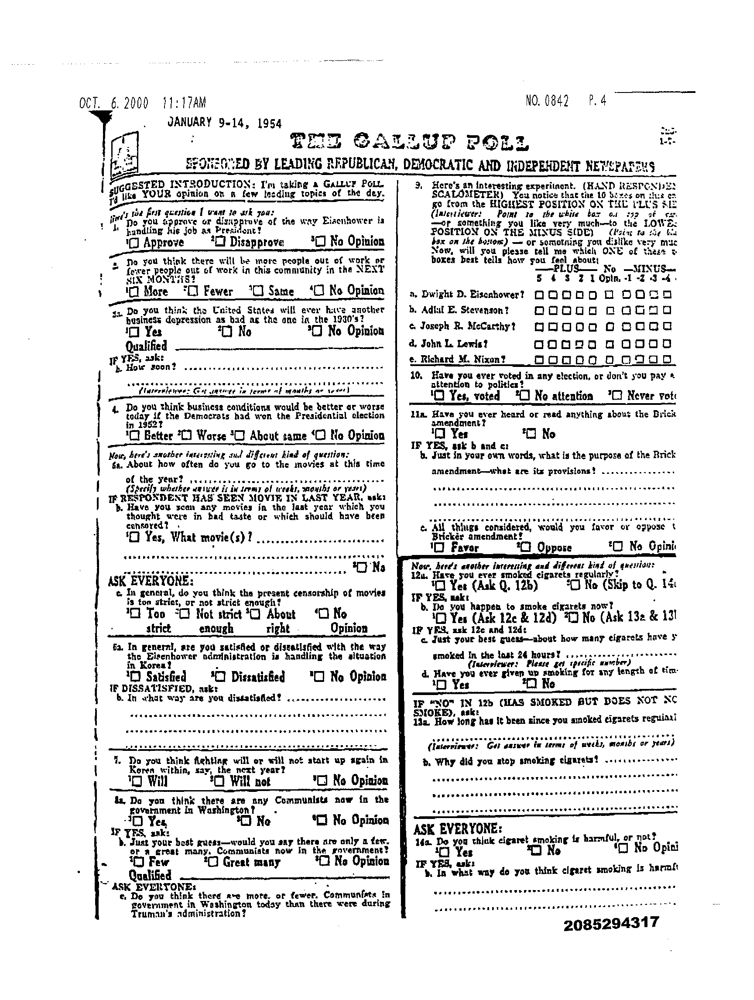 OCT. 6. 2000 11:17AM
NO. 0842 P. 4
JANUARY 9-14, 1954
THE GALLUP POLL
SPONSORED BY LEADING REPUBLICAN, DEMOCRATIC AND INDEPENDENT NEWSPAPERS
SUGGESTED INTRODUCTION: I'm taking a GALLUP POLL.
I'd like YOUR opinion on a few leading topics of the day.
Here's the first question I want to ask you:
1. Do you approve or disapprove of the way Eisenhower is
handling his job as President?
¹☐ Approve ²☐ Disapprove ☐ No Opinion
2. Do you think there will be more people out of work or
fewer people out of work in this community in the NEXT
SIX MONTHS?
☐ More ²☐ Fewer ³☐ Same ☐ No Opinion
3a. Do you think the United States will ever have another
business depression as bad as the one in the 1930's?
¹☐ Yes ²☐ No ☐ No Opinion
Qualified
IF YES, ask:
b. How soon? ..............................
(Interviewer: Get answer in terms of months or years)
4. Do you think business conditions would be better or worse
today if the Democrats had won the Presidential election
in 1952?
¹☐ Better ²☐ Worse ☐ About same ☐ No Opinion
Now, here's another interesting and different kind of question:
5a. About how often do you go to the movies at this time
of the year? ..............................
(Specify whether answer is in terms of weeks, months or years)
IF RESPONDENT HAS SEEN MOVIE IN LAST YEAR, ask:
b. Have you seen any movies in the last year which you
thought were in bad taste or which should have been
censored?
¹☐ Yes, What movie(s)? ....................
²☐ No
ASK EVERYONE:
c. In general, do you think the present censorship of movies
is too strict, or not strict enough?
¹☐ Too ²☐ Not strict ³☐ About ☐ No
strict enough right Opinion
6a. In general, are you satisfied or dissatisfied with the way
the Eisenhower administration is handling the situation
in Korea?
¹☐ Satisfied ²☐ Dissatisfied ☐ No Opinion
IF DISSATISFIED, ask:
b. In what way are you dissatisfied? ..............
7. Do you think fighting will or will not start up again in
Korea within, say, the next year?
¹☐ Will ²☐ Will not ☐ No Opinion
8a. Do you think there are any Communists now in the
government in Washington?
☐ Yes ²☐ No ☐ No Opinion
IF YES, ask:
b. Just your best guess—would you say there are only a few,
or a great many, Communists now in the government?
¹☐ Few ²☐ Great many ☐ No Opinion
Qualified
ASK EVERYONE:
c. Do you think there are more, or fewer, Communists in
government in Washington today than there were during
Truman's administration?
9. Here's an interesting experiment. (HAND RESPONDE
SCALOMETER) You notice that the 10 boxes on this ca
go from the HIGHEST POSITION ON THE PLUS SI
(Interviewer: Point to the white box on top of
—or something you like very much—to the LOWE
POSITION ON THE MINUS SIDE) (Point to the
box on the bottom) — or something you dislike very muc
Now, will you please tell me which ONE of these
boxes best tells how you feel about:
—PLUS— No —MINUS—
5 4 3 2 1 Opin. -1 -2 -3 -4
a. Dwight D. Eisenhower?
b. Adlai E. Stevenson?
c. Joseph R. McCarthy?
d. John L. Lewis?
e. Richard M. Nixon?
10. Have you ever voted in any election, or don't you pay a
attention to politics?
¹☐ Yes, voted ²☐ No attention ³☐ Never vote
11a. Have you ever heard or read anything about the Brick
amendment?
¹☐ Yes ²☐ No
IF YES, ask b and c:
b. Just in your own words, what is the purpose of the Brick
amendment—what are its provisions? ..............
c. All things considered, would you favor or oppose t
Bricker amendment?
¹☐ Favor ²☐ Oppose ☐ No Opini
Now, here's another interesting and different kind of question:
12a. Have you ever smoked cigarets regularly?
¹☐ Yes (Ask Q. 12b) ²☐ No (Skip to Q. 14
IF YES, ask:
b. Do you happen to smoke cigarets now?
¹☐ Yes (Ask 12c & 12d) ²☐ No (Ask 13a & 13
IF YES, ask 12c and 12d:
c. Just your best guess—about how many cigarets have y
smoked in the last 24 hours? ....................
(Interviewer: Please get specific number)
d. Have you ever given up smoking for any length of tim
¹☐ Yes ²☐ No
IF "NO" IN 12b (HAS SMOKED BUT DOES NOT NO
SMOKE), ask:
13a. How long has it been since you smoked cigarets regularl
(Interviewer: Get answer in terms of weeks, months or years)
b. Why did you stop smoking cigarets? ..............
ASK EVERYONE:
14a. Do you think cigaret smoking is harmful, or not?
¹☐ Yes ²☐ No ☐ No Opini
IF YES, ask:
b. In what way do you think cigaret smoking is harmf
2085294317